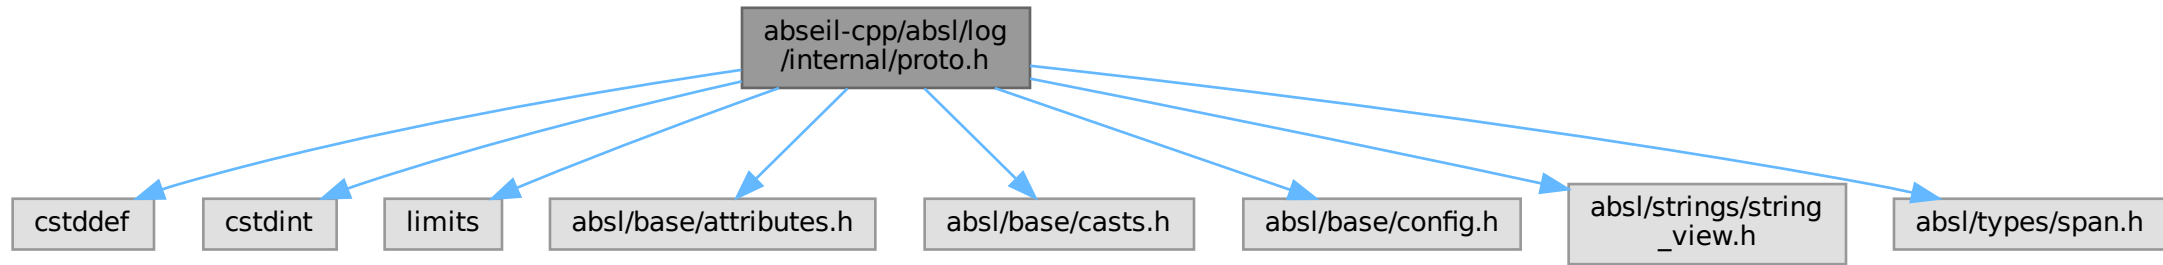 abseil-cpp/absl/log
/internal/proto.h
cstddef
cstdint
limits
absl/base/attributes.h
absl/base/casts.h
absl/base/config.h
absl/strings/string
_view.h
absl/types/span.h